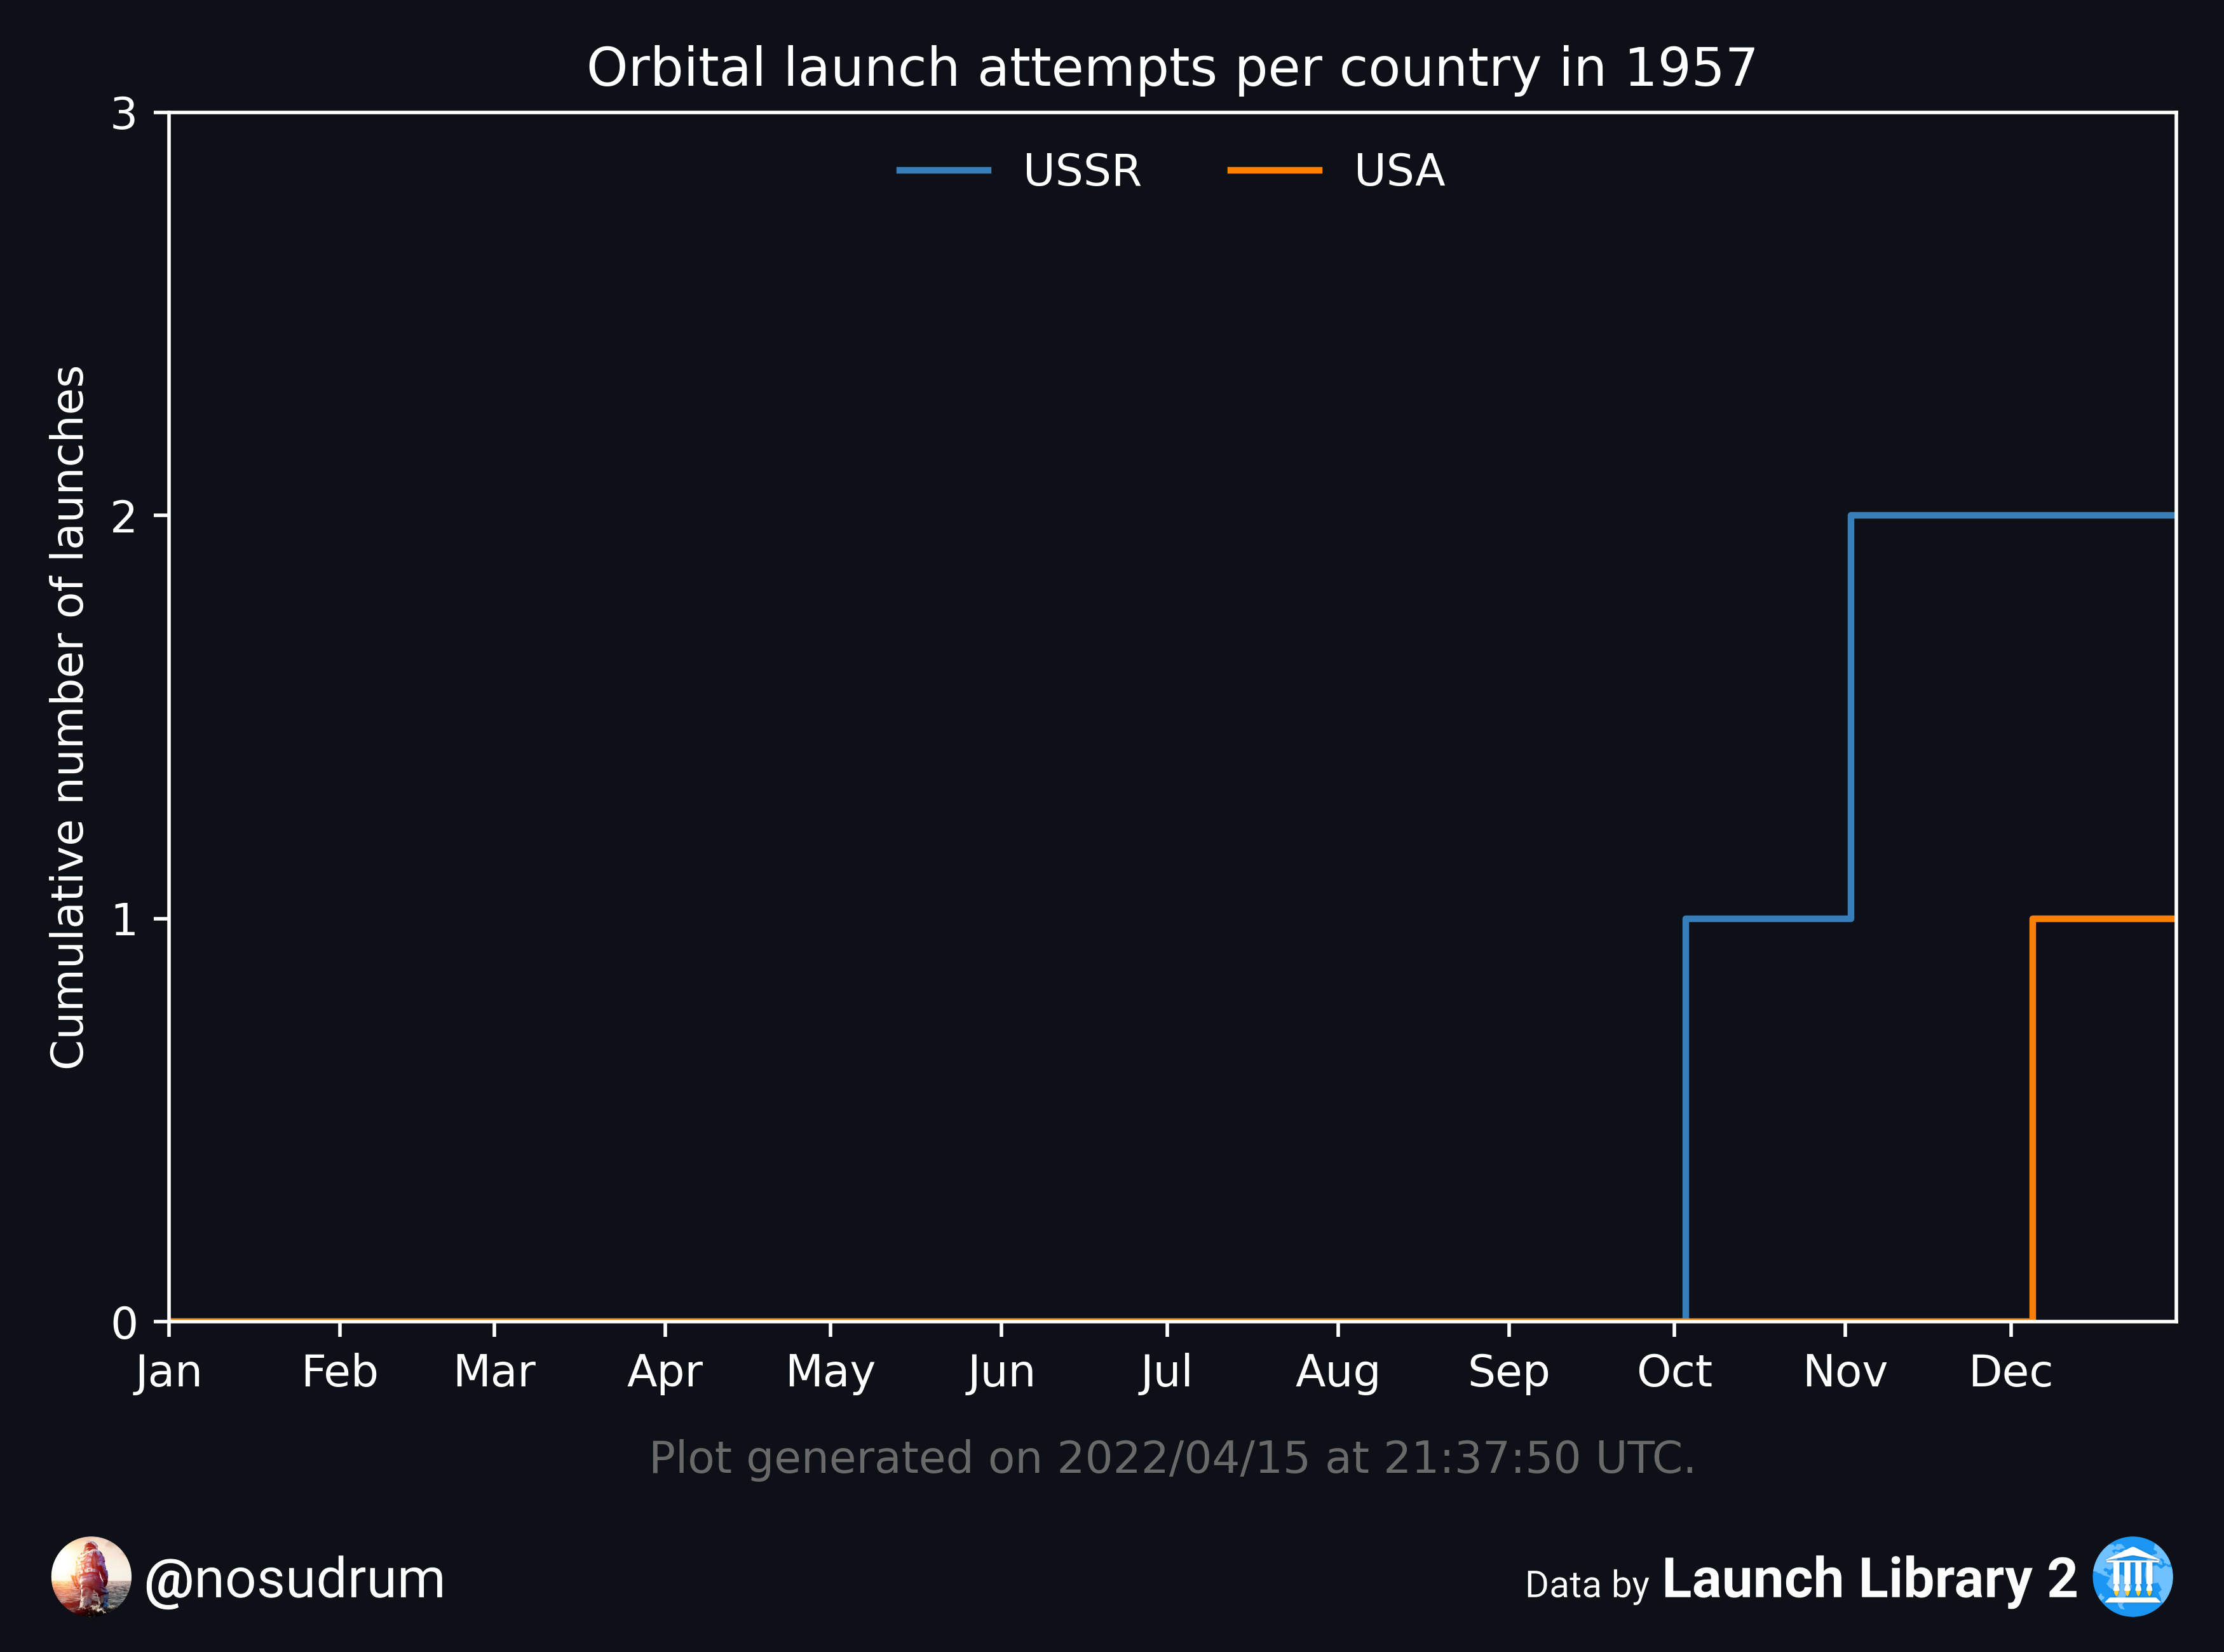 Orbital launch attempts per country in 1957
USSR USA
Cumulative number of launches
3
2
1
0
Jan Feb Mar Apr May Jun Jul Aug Sep Oct Nov Dec
Plot generated on 2022/04/15 at 21:37:50 UTC.
@nosudrum
Data by Launch Library 2